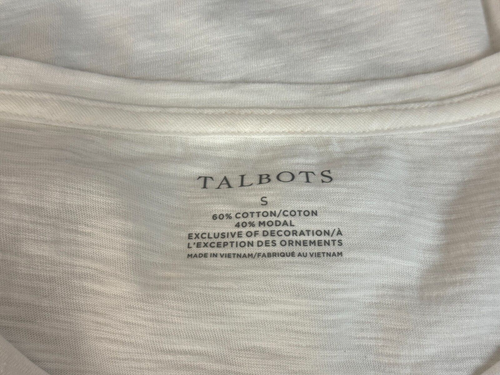 TALBOTS
S
60% COTTON/COTON
40% MODAL
EXCLUSIVE OF DECORATION/À
L'EXCEPTION DES ORNEMENTS
MADE IN VIETNAM/FABRIQUÉ AU VIETNAM